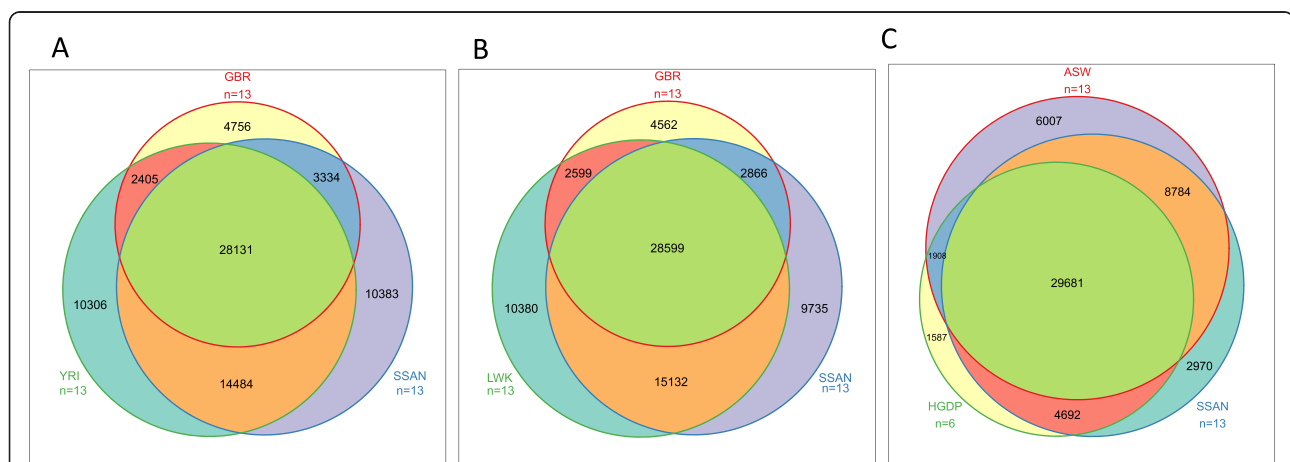 A
GBR
n=13
4756
2405
3334
28131
10306
10383
14484
YRI
n=13
SSAN
n=13
B
GBR
n=13
4562
2599
2866
28599
10380
9735
15132
LWK
n=13
SSAN
n=13
C
ASW
n=13
6007
8784
1908
29681
1587
2970
4692
HGDP
n=6
SSAN
n=13